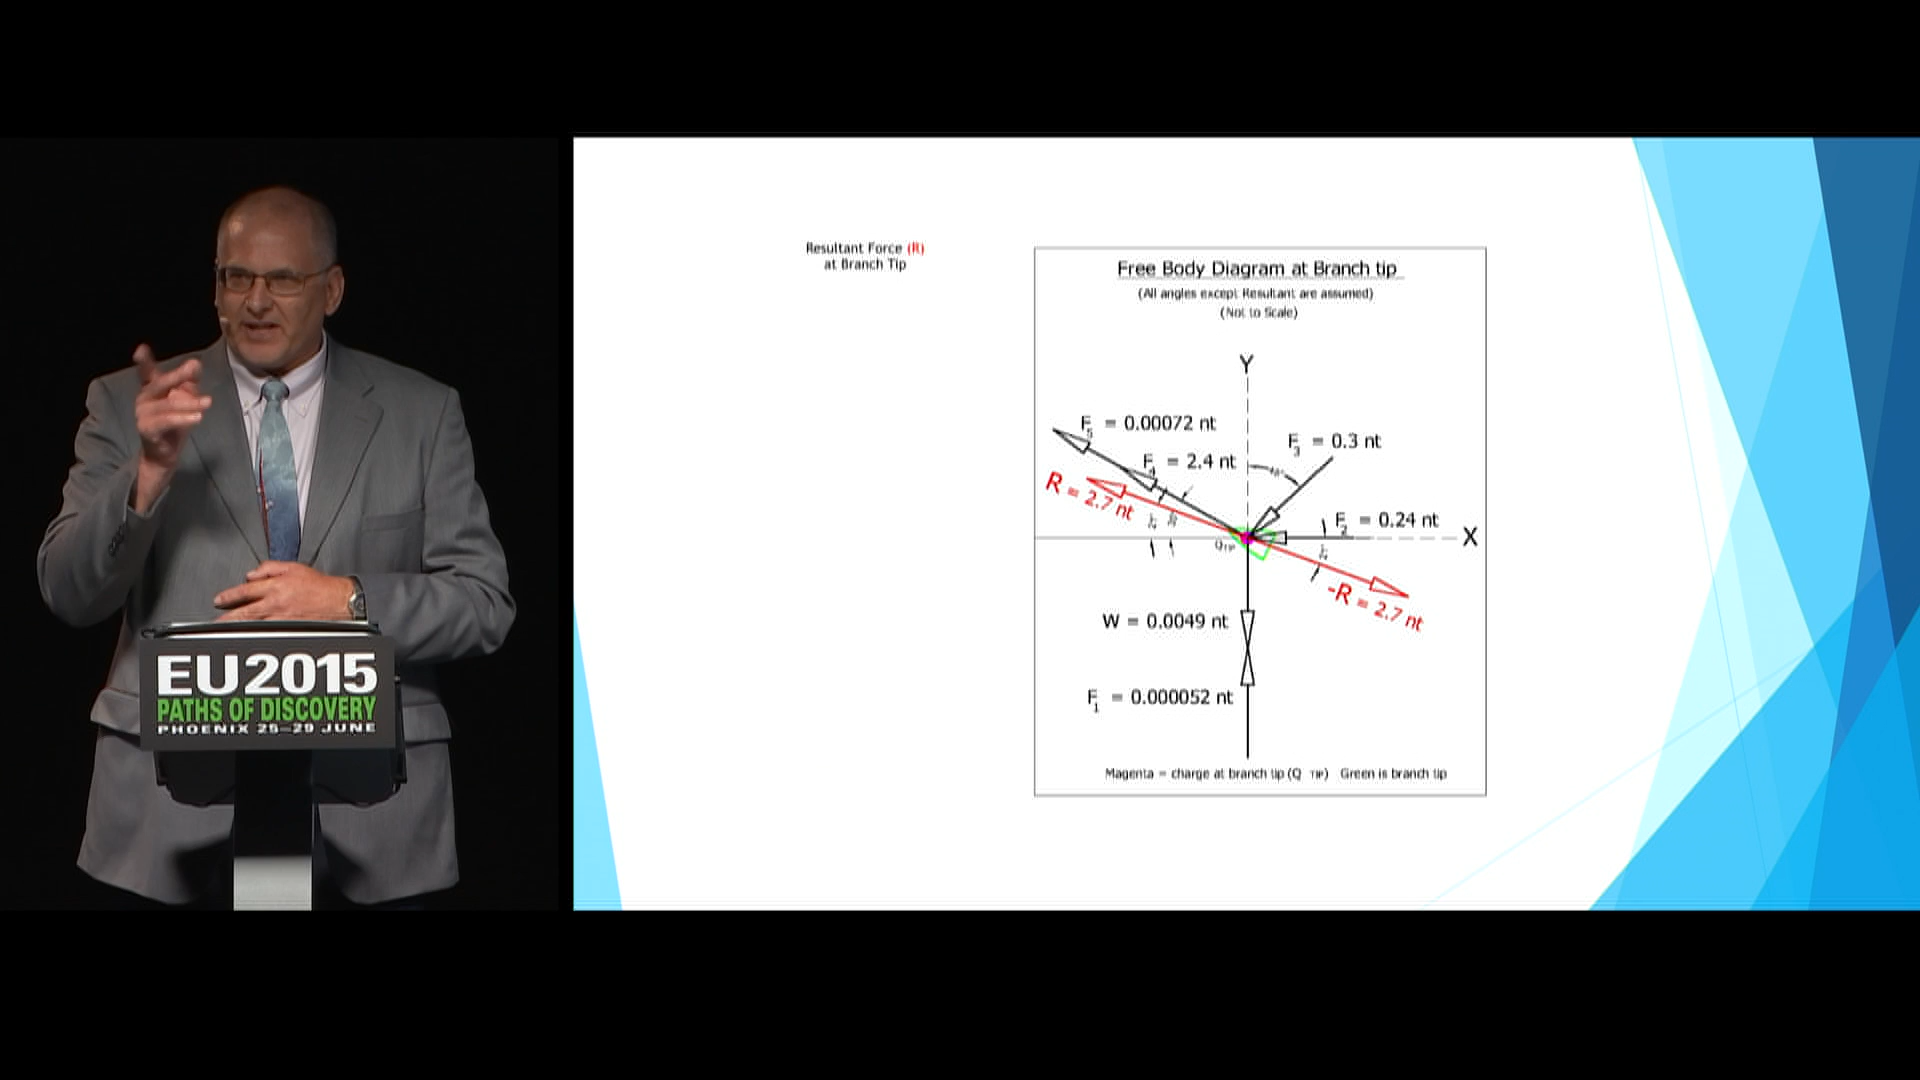 Resultant Force (R)
at Branch Tip
Free Body Diagram at Branch tip
(All angles except Resultant are assumed)
(Not to Scale)
Y
F5 = 0.00072 nt
F3 = 0.3 nt
F4 = 2.4 nt
R = 2.7 nt
F2 = 0.24 nt
X
QTIP
-R = 2.7 nt
W = 0.0049 nt
F1 = 0.000052 nt
Magenta = charge at branch tip (Q TIP) Green is branch tip
EU2015
PATHS OF DISCOVERY
PHOENIX 25-29 JUNE